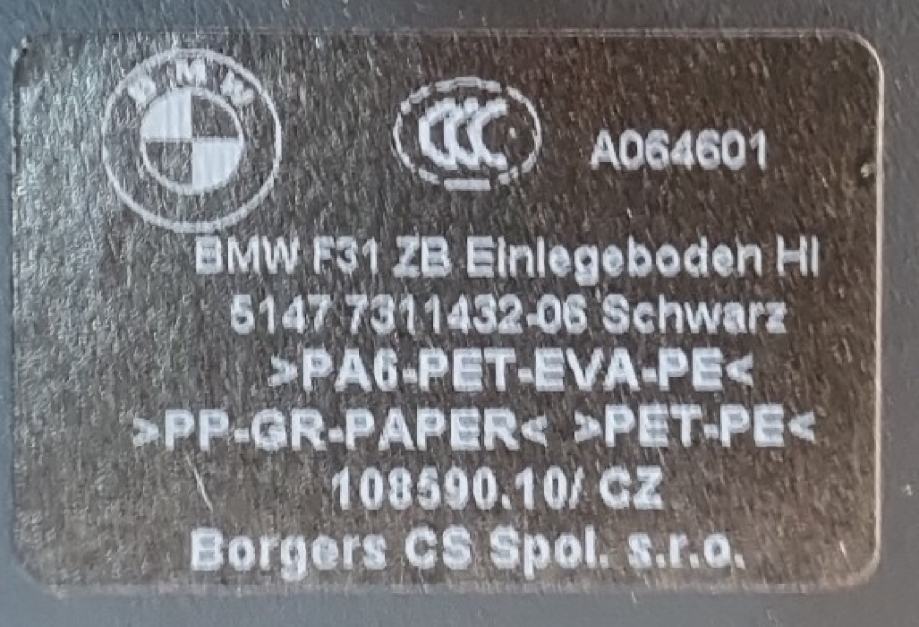 BMW
CCC A064601
BMW F31 ZB Einlegeboden HI
5147 7311432-06 Schwarz
>PA6-PET-EVA-PE<
>PP-GR-PAPER< >PET-PE<
108590.10/ CZ
Borgers CS Spol. s.r.o.